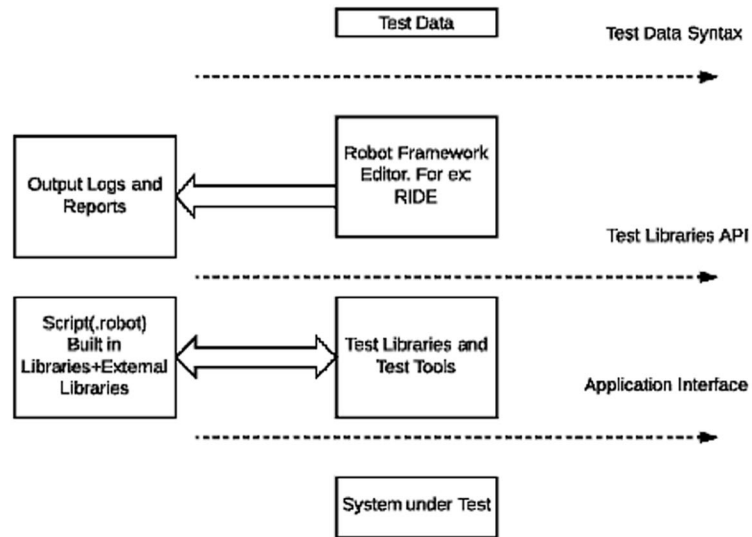 Test Data
Test Data Syntax
Robot Framework
Editor. For ex:
RIDE
Output Logs and
Reports
Test Libraries API
Script(.robot)
Built in
Libraries+External
Libraries
Test Libraries and
Test Tools
Application Interface
System under Test